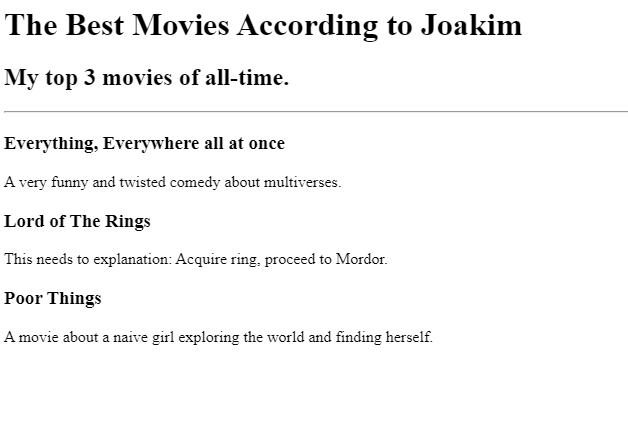 The Best Movies According to Joakim
My top 3 movies of all-time.
Everything, Everywhere all at once
A very funny and twisted comedy about multiverses.
Lord of The Rings
This needs to explanation: Acquire ring, proceed to Mordor.
Poor Things
A movie about a naive girl exploring the world and finding herself.